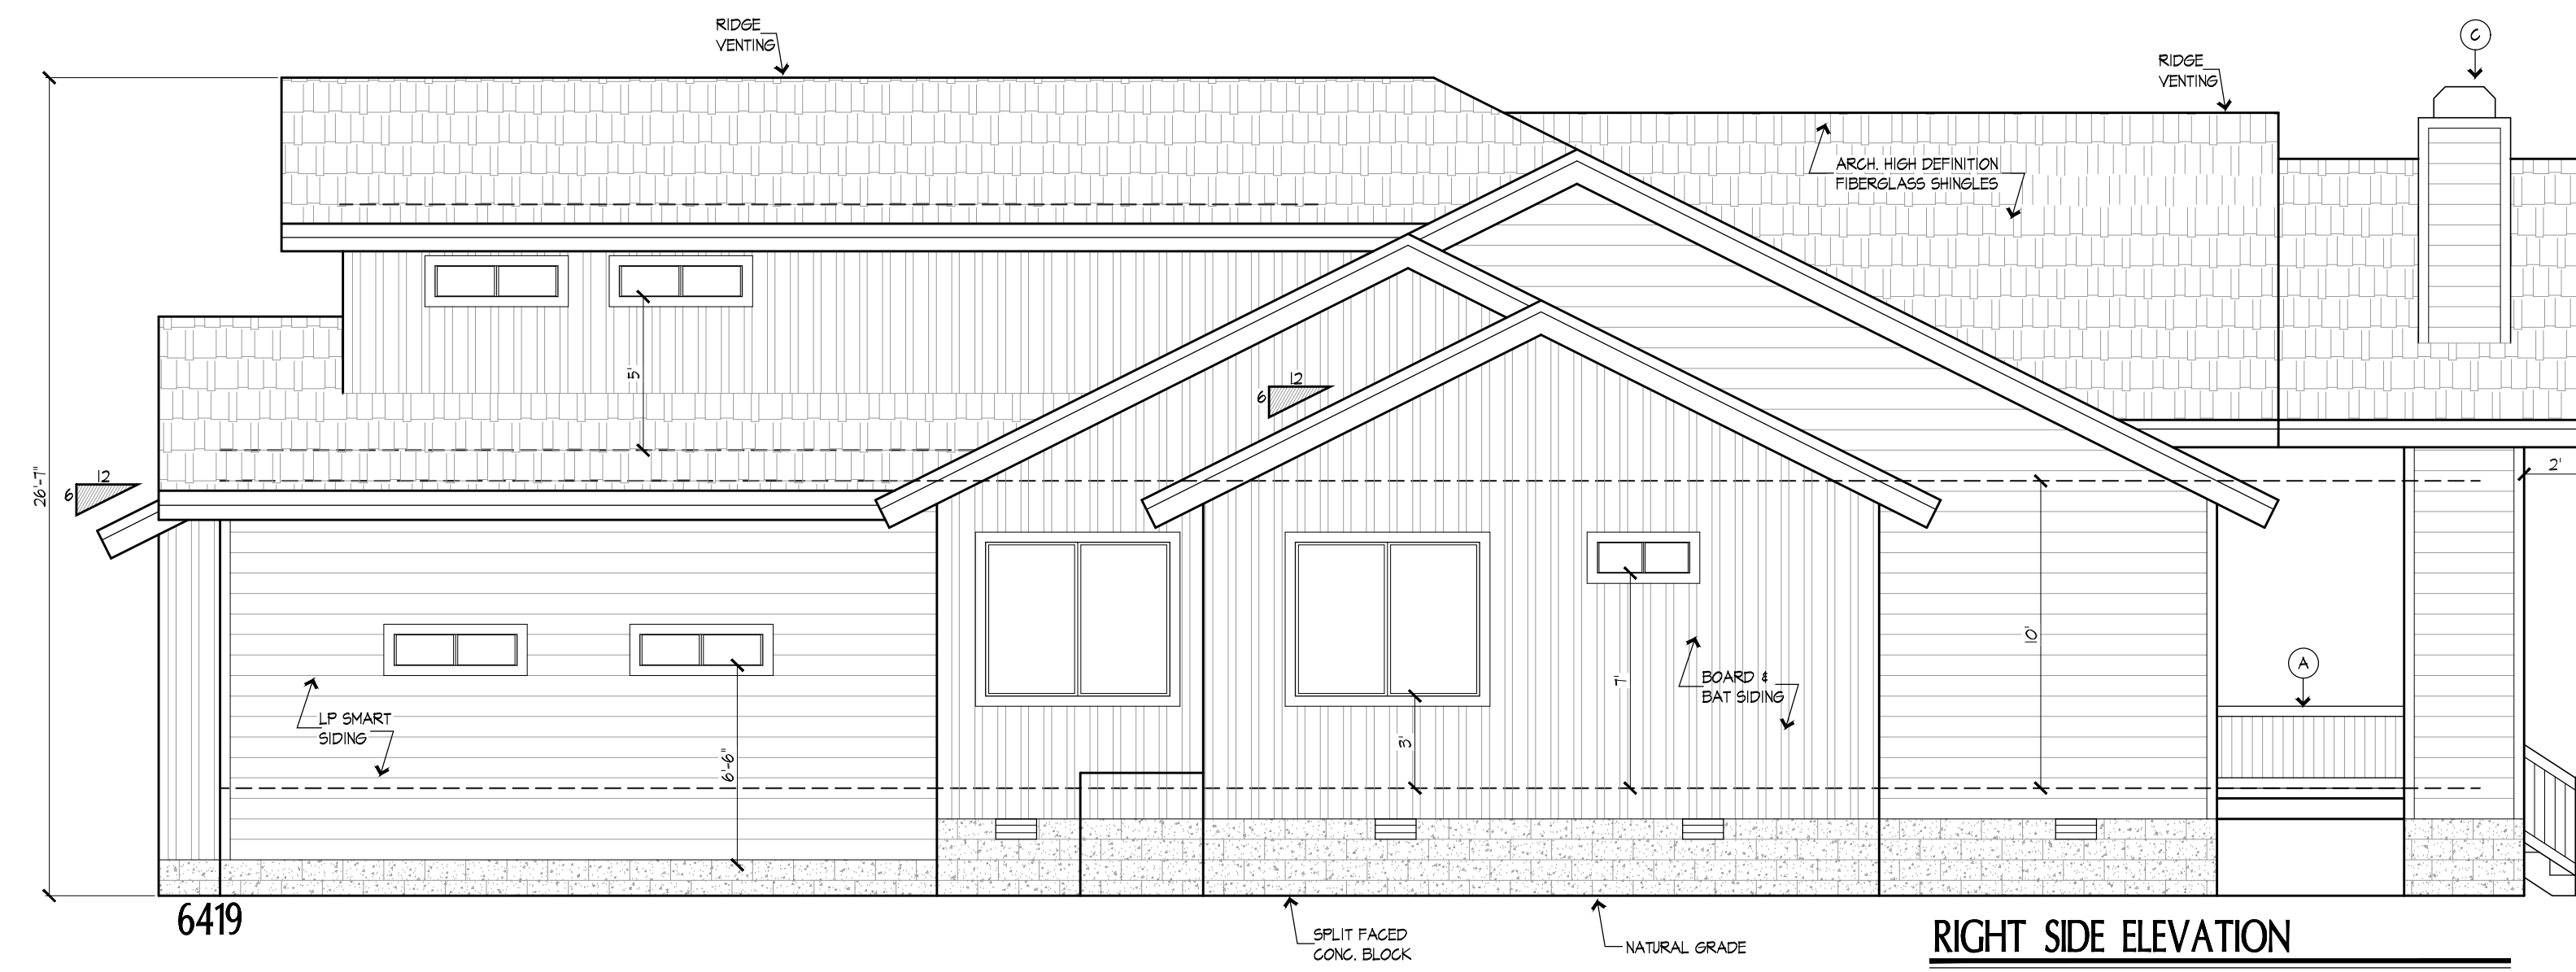 RIDGE
VENTING
C
RIDGE
VENTING
ARCH. HIGH DEFINITION
FIBERGLASS SHINGLES
5'
12
6
26'-7"
12
6
2'
10'
A
7'
BOARD &
BAT SIDING
LP SMART
SIDING
3'
6'-6"
6419
SPLIT FACED
CONC. BLOCK
NATURAL GRADE
RIGHT SIDE ELEVATION